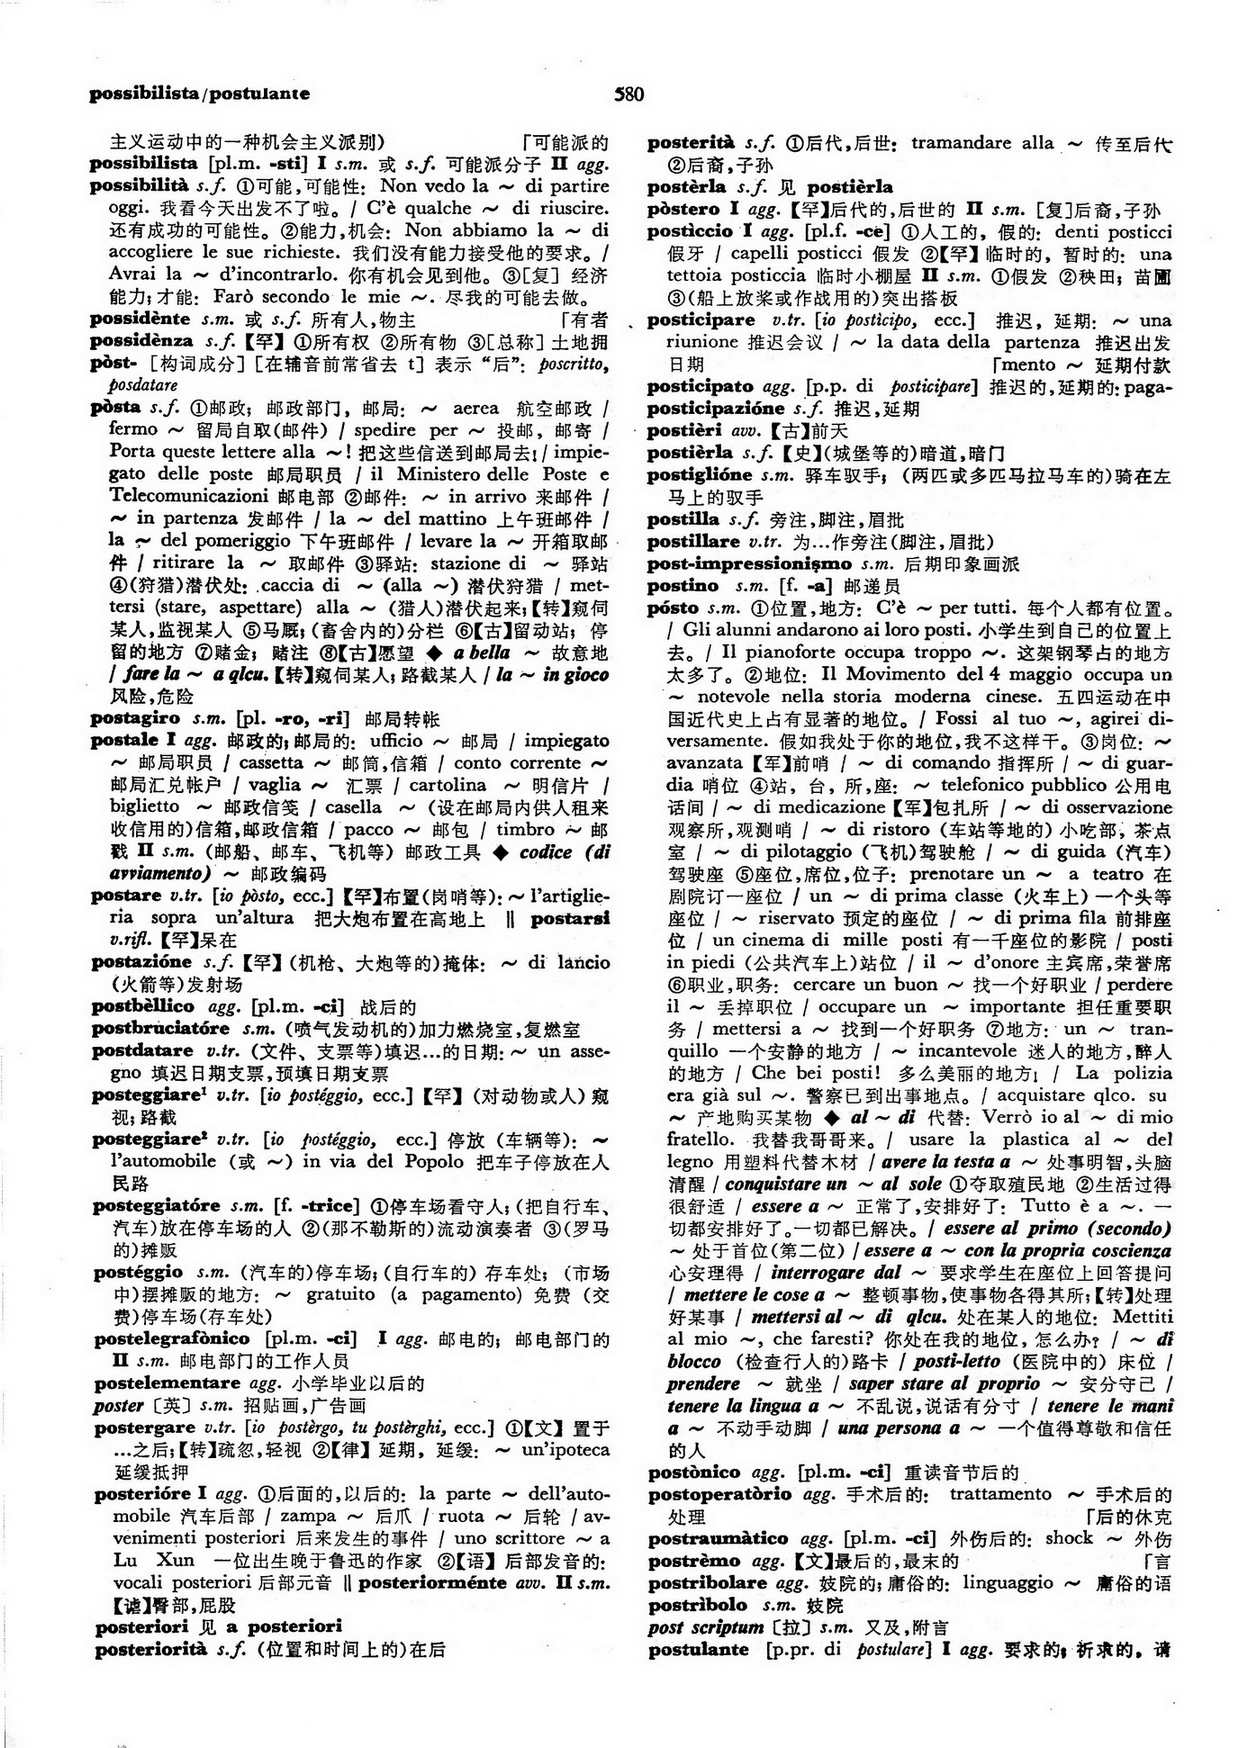 possibilista/postulante
580
主义运动中的一种机会主义派别) 「可能派的
possibilista [pl.m. -sti] I s.m. 或 s.f. 可能派分子 II agg.
possibilità s.f. ①可能,可能性: Non vedo la ~ di partire
oggi. 我看今天出发不了啦。/ C'è qualche ~ di riuscire.
还有成功的可能性。②能力,机会: Non abbiamo la ~ di
accogliere le sue richieste. 我们没有能力接受他的要求。/
Avrai la ~ d'incontrarlo. 你有机会见到他。③[复] 经济
能力;才能: Farò secondo le mie ~. 尽我的可能去做。
possidènte s.m. 或 s.f. 所有人,物主 「有者
possidènza s.f.【罕】①所有权 ②所有物 ③[总称] 土地拥
pòst- [构词成分] [在辅音前常省去 t] 表示“后”: poscritto,
posdatare
pòsta s.f. ①邮政; 邮政部门, 邮局: ~ aerea 航空邮政 /
fermo ~ 留局自取(邮件) / spedire per ~ 投邮, 邮寄 /
Porta queste lettere alla ~! 把这些信送到邮局去! / impie-
gato delle poste 邮局职员 / il Ministero delle Poste e
Telecomunicazioni 邮电部 ②邮件: ~ in arrivo 来邮件 /
~ in partenza 发邮件 / la ~ del mattino 上午班邮件 /
la ~ del pomeriggio 下午班邮件 / levare la ~ 开箱取邮
件 / ritirare la ~ 取邮件 ③驿站: stazione di ~ 驿站
④(狩猎)潜伏处: caccia di ~ (alla ~) 潜伏狩猎 / met-
tersi (stare, aspettare) alla ~ (猎人)潜伏起来;【转】窥伺
某人,监视某人 ⑤马厩;(畜舍内的)分栏 ⑥【古】留动站; 停
留的地方 ⑦赌金; 赌注 ⑧【古】愿望 ◆ a bella ~ 故意地
/ fare la ~ a qlcu.【转】窥伺某人;路截某人 / la ~ in gioco
风险,危险
postagiro s.m. [pl. -ro, -ri] 邮局转帐
postale I agg. 邮政的;邮局的: ufficio ~ 邮局 / impiegato
~ 邮局职员 / cassetta ~ 邮筒,信箱 / conto corrente ~
邮局汇兑帐户 / vaglia ~ 汇票 / cartolina ~ 明信片 /
biglietto ~ 邮政信笺 / casella ~ (设在邮局内供人租来
收信用的)信箱,邮政信箱 / pacco ~ 邮包 / timbro ~ 邮
戳 II s.m. (邮船、邮车、飞机等) 邮政工具 ◆ codice (di
avviamento) ~ 邮政编码
postare v.tr. [io pòsto, ecc.]【罕】布置(岗哨等):~ l'artiglie-
ria sopra un'altura 把大炮布置在高地上 ‖ postarsi
v.rifl.【罕】呆在
postazióne s.f.【罕】(机枪、大炮等的)掩体: ~ di lancio
(火箭等)发射场
postbèllico agg. [pl.m. -ci] 战后的
postbruciatóre s.m. (喷气发动机的)加力燃烧室,复燃室
postdatare v.tr. (文件、支票等)填迟…的日期:~ un asse-
gno 填迟日期支票,预填日期支票
posteggiare¹ v.tr. [io postéggio, ecc.]【罕】(对动物或人) 窥
视;路截
posteggiare² v.tr. [io postéggio, ecc.] 停放 (车辆等): ~
l'automobile (或 ~) in via del Popolo 把车子停放在人
民路
posteggiatóre s.m. [f. -trice] ①停车场看守人;(把自行车、
汽车)放在停车场的人 ②(那不勒斯的)流动演奏者 ③(罗马
的)摊贩
postéggio s.m. (汽车的)停车场;(自行车的) 存车处; (市场
中)摆摊贩的地方: ~ gratuito (a pagamento) 免费 (交
费)停车场(存车处)
postelegrafònico [pl.m. -ci] I agg. 邮电的; 邮电部门的
II s.m. 邮电部门的工作人员
postelementare agg. 小学毕业以后的
poster [英] s.m. 招贴画,广告画
postergare v.tr. [io postèrgo, tu postèrghi, ecc.] ①【文】置于
…之后;【转】疏忽,轻视 ②【律】延期, 延缓: ~ un'ipoteca
延缓抵押
posterióre I agg. ①后面的,以后的: la parte ~ dell'auto-
mobile 汽车后部 / zampa ~ 后爪 / ruota ~ 后轮 / av-
venimenti posteriori 后来发生的事件 / uno scrittore ~ a
Lu Xun 一位出生晚于鲁迅的作家 ②【语】后部发音的:
vocali posteriori 后部元音 ‖ posteriorménte avv. II s.m.
【谑】臀部,屁股
posteriori 见 a posteriori
posteriorità s.f. (位置和时间上的)在后
posterità s.f. ①后代,后世: tramandare alla ~ 传至后代
②后裔,子孙
postèrla s.f. 见 postièrla
pòstero I agg.【罕】后代的,后世的 II s.m. [复]后裔,子孙
posticcio I agg. [pl.f. -ce] ①人工的, 假的: denti posticci
假牙 / capelli posticci 假发 ②【罕】临时的, 暂时的: una
tettoia posticcia 临时小棚屋 II s.m. ①假发 ②秧田; 苗圃
③(船上放桨或作战用的)突出搭板
posticipare v.tr. [io posticipo, ecc.] 推迟, 延期: ~ una
riunione 推迟会议 / ~ la data della partenza 推迟出发
日期 「mento ~ 延期付款
posticipato agg. [p.p. di posticipare] 推迟的,延期的: paga-
posticipazióne s.f. 推迟,延期
postièri avv.【古】前天
postièrla s.f.【史】(城堡等的)暗道,暗门
postiglióne s.m. 驿车驭手; (两匹或多匹马拉马车的)骑在左
马上的驭手
postilla s.f. 旁注,脚注,眉批
postillare v.tr. 为…作旁注(脚注,眉批)
post-impressionismo s.m. 后期印象画派
postino s.m. [f. -a] 邮递员
pósto s.m. ①位置,地方: C'è ~ per tutti. 每个人都有位置。
/ Gli alunni andarono ai loro posti. 小学生到自己的位置上
去。/ Il pianoforte occupa troppo ~. 这架钢琴占的地方
太多了。②地位: Il Movimento del 4 maggio occupa un
~ notevole nella storia moderna cinese. 五四运动在中
国近代史上占有显著的地位。/ Fossi al tuo ~, agirei di-
versamente. 假如我处于你的地位,我不这样干。③岗位: ~
avanzata【军】前哨 / ~ di comando 指挥所 / ~ di guar-
dia 哨位 ④站, 台, 所,座: ~ telefonico pubblico 公用电
话间 / ~ di medicazione【军】包扎所 / ~ di osservazione
观察所,观测哨 / ~ di ristoro (车站等地的) 小吃部, 茶点
室 / ~ di pilotaggio (飞机)驾驶舱 / ~ di guida (汽车)
驾驶座 ⑤座位,席位,位子: prenotare un ~ a teatro 在
剧院订一座位 / un ~ di prima classe (火车上) 一个头等
座位 / ~ riservato 预定的座位 / ~ di prima fila 前排座
位 / un cinema di mille posti 有一千座位的影院 / posti
in piedi (公共汽车上)站位 / il ~ d'onore 主宾席,荣誉席
⑥职业,职务: cercare un buon ~ 找一个好职业 / perdere
il ~ 丢掉职位 / occupare un ~ importante 担任重要职
务 / mettersi a ~ 找到一个好职务 ⑦地方: un ~ tran-
quillo 一个安静的地方 / ~ incantevole 迷人的地方,醉人
的地方 / Che bei posti! 多么美丽的地方! / La polizia
era già sul ~. 警察已到出事地点。/ acquistare qlco. su
~ 产地购买某物 ◆ al ~ di 代替: Verrò io al ~ di mio
fratello. 我替我哥哥来。/ usare la plastica al ~ del
legno 用塑料代替木材 / avere la testa a ~ 处事明智,头脑
清醒 / conquistare un ~ al sole ①夺取殖民地 ②生活过得
很舒适 / essere a ~ 正常了,安排好了: Tutto è a ~. 一
切都安排好了。一切都已解决。/ essere al primo (secondo)
~ 处于首位(第二位) / essere a ~ con la propria coscienza
心安理得 / interrogare dal ~ 要求学生在座位上回答提问
/ mettere le cose a ~ 整顿事物,使事物各得其所;【转】处理
好某事 / mettersi al ~ di qlcu. 处在某人的地位: Mettiti
al mio ~, che faresti? 你处在我的地位, 怎么办? / ~ di
blocco (检查行人的)路卡 / posti-letto (医院中的) 床位 /
prendere ~ 就坐 / saper stare al proprio ~ 安分守己 /
tenere la lingua a ~ 不乱说,说话有分寸 / tenere le mani
a ~ 不动手动脚 / una persona a ~ 一个值得尊敬和信任
的人
postònico agg. [pl.m. -ci] 重读音节后的
postoperatòrio agg. 手术后的: trattamento ~ 手术后的
处理 「后的休克
postraumàtico agg. [pl.m. -ci] 外伤后的: shock ~ 外伤
postrèmo agg.【文】最后的,最末的 「言
postribolare agg. 妓院的;庸俗的: linguaggio ~ 庸俗的语
postribolo s.m. 妓院
post scriptum [拉] s.m. 又及,附言
postulante [p.pr. di postulare] I agg. 要求的; 祈求的, 请